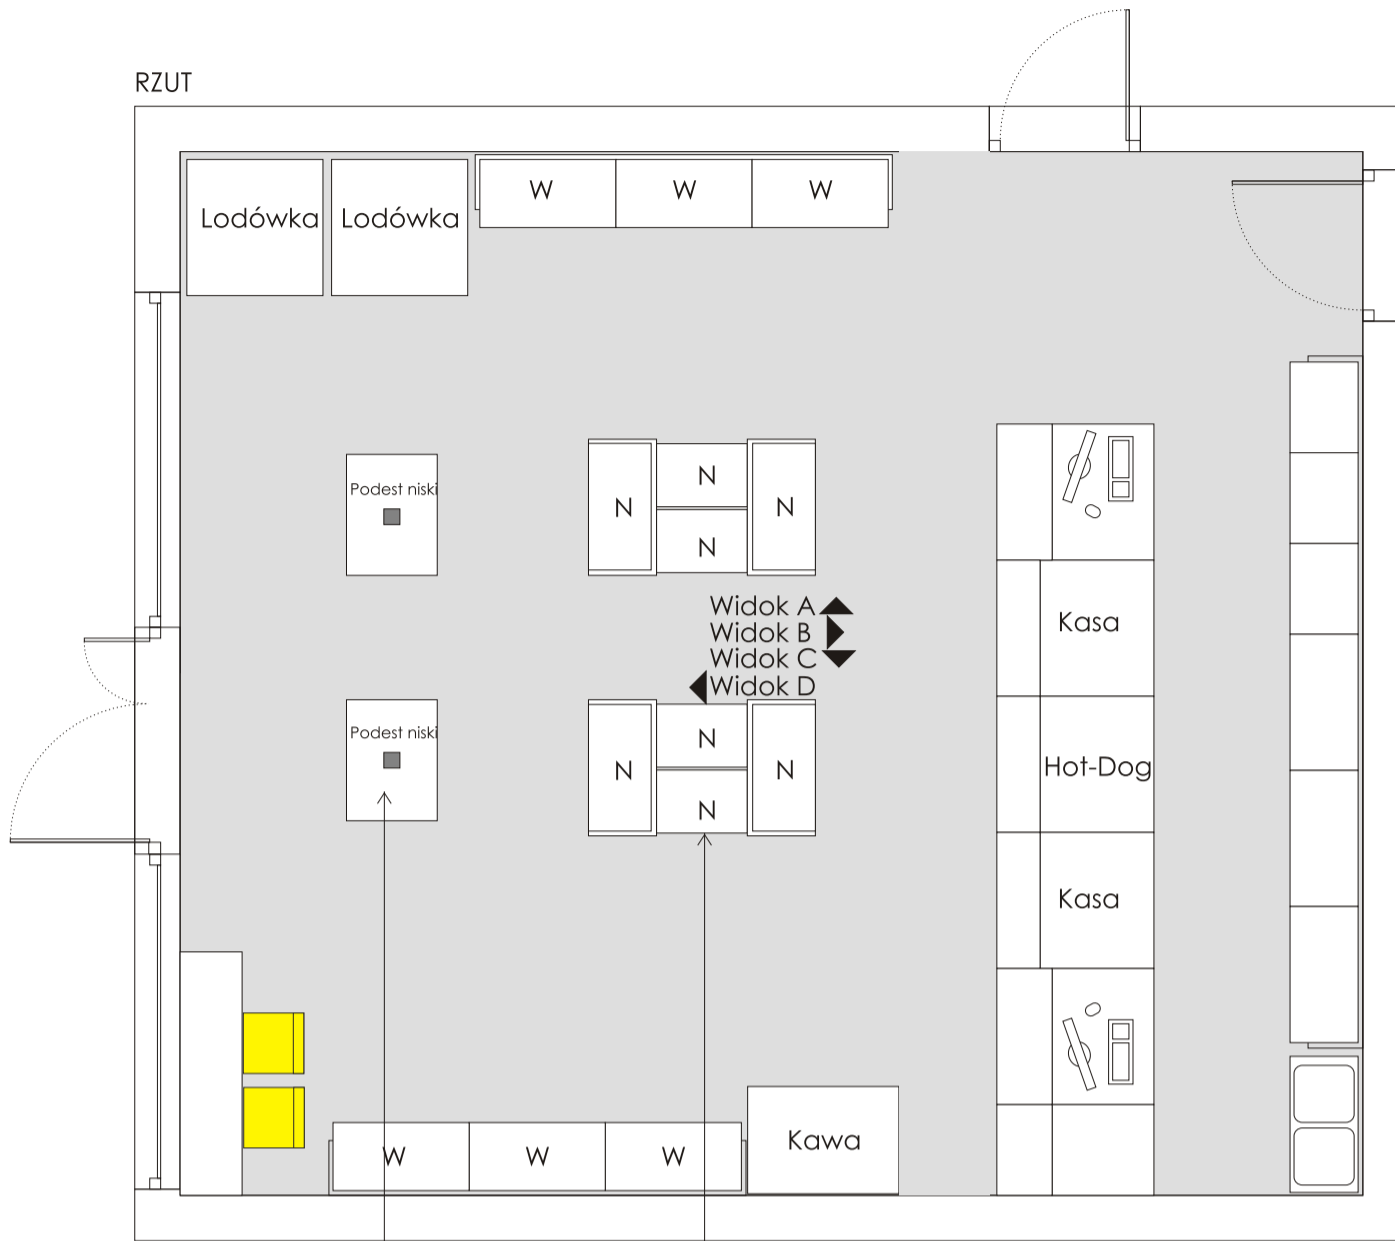 RZUT
W W W
Lodówka Lodówka
Podest niski
N
N
N
N
Widok A
Widok B
Widok C
Widok D
Kasa
Podest niski
N
N
N
N
Hot-Dog
Kasa
W W W
Kawa